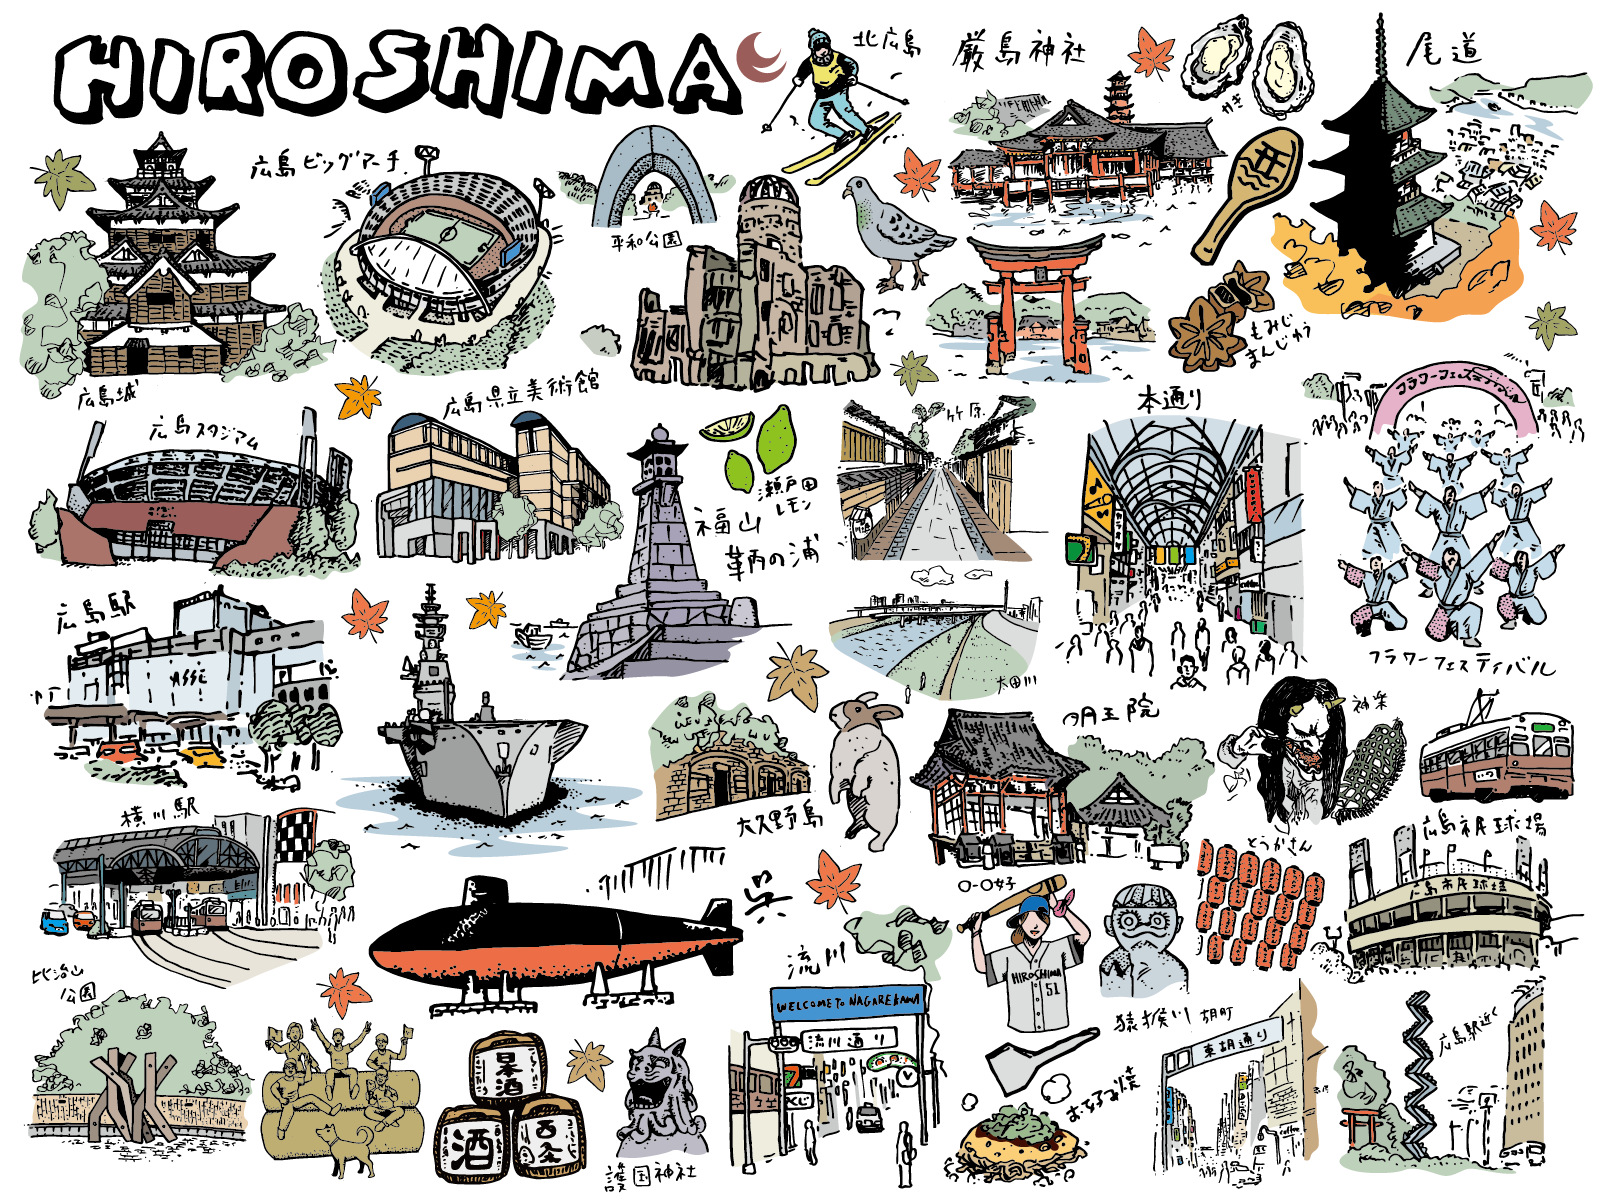 HIROSHIMA
北広島
厳島神社
かき
尾道
広島ビッグアーチ
平和公園
もみじ
まんじゅう
広島城
広島県立美術館
広島スタジアム
竹原
本通り
フラワーフェスティバル
瀬戸田
レモン
福山
鞆の浦
広島駅
ASSE
太田川
フラワーフェスティバル
明王院
神楽
横川駅
大久野島
とうかさん
広島市民球場
広島市民球場
呉
〇-〇女子
HIROSHIMA
51
流川
WELCOME TO NAGAREKAWA
流川通り
比治山
公園
猿猴川
胡町
東胡通り
広島駅近く
日本酒
酒
西条
護国神社
お好み焼